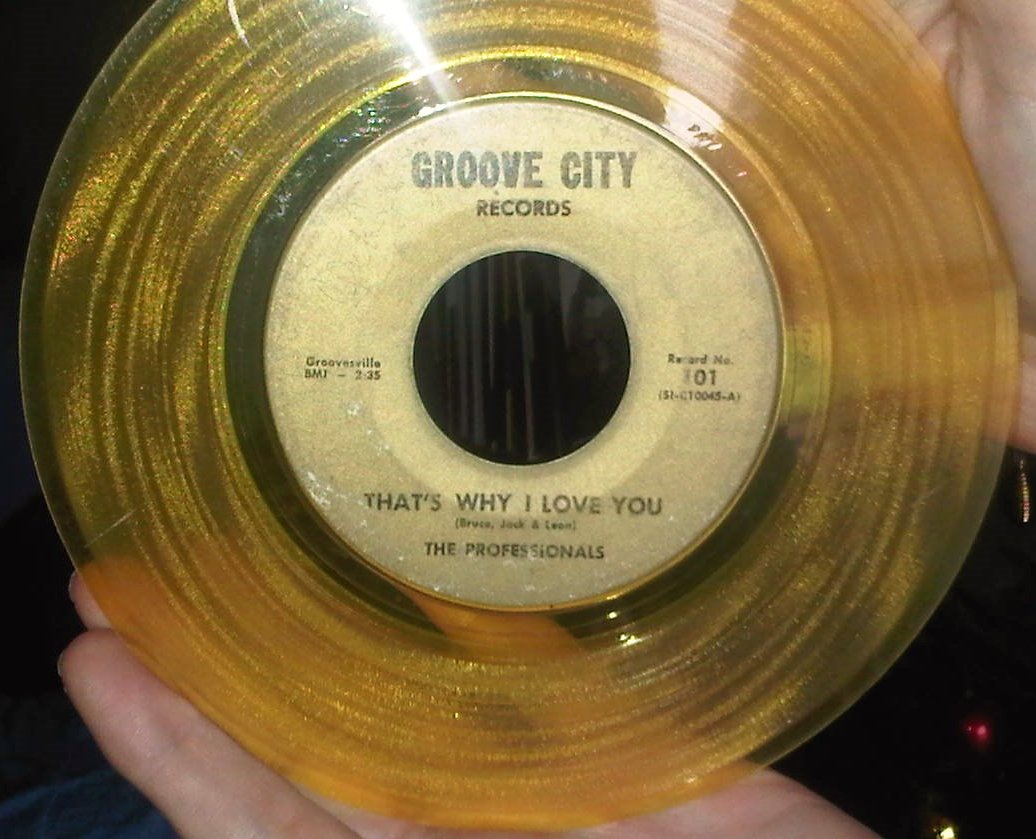 GROOVE CITY
RECORDS
Groovesville
BMI - 2:35
Record No.
101
(SI-C10045-A)
THAT'S WHY I LOVE YOU
(Bruce, Jack & Leon)
THE PROFESSIONALS